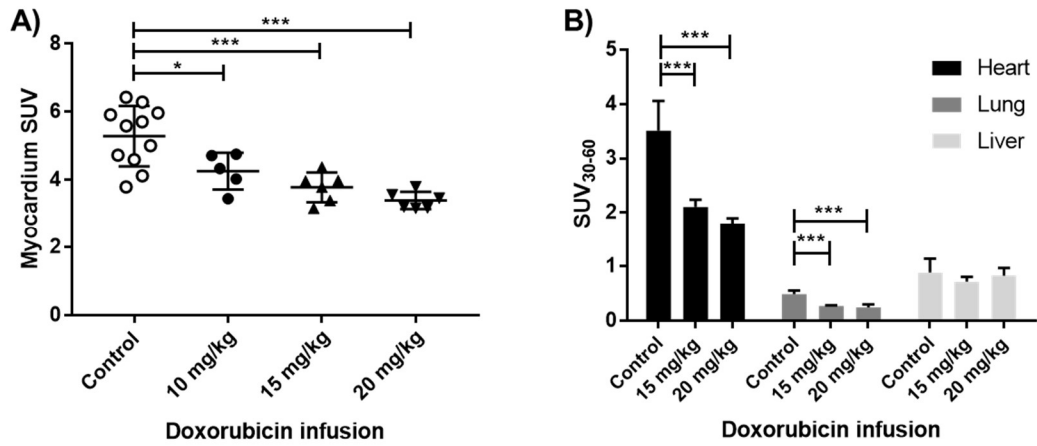 A)
***
***
*
8
6
4
2
0
Myocardium SUV
Control
10 mg/kg
15 mg/kg
20 mg/kg
Doxorubicin infusion
B)
5
4
3
2
1
0
SUV30-60
***
***
***
***
Heart
Lung
Liver
Control
15 mg/kg
20 mg/kg
Control
15 mg/kg
20 mg/kg
Control
15 mg/kg
20 mg/kg
Doxorubicin infusion